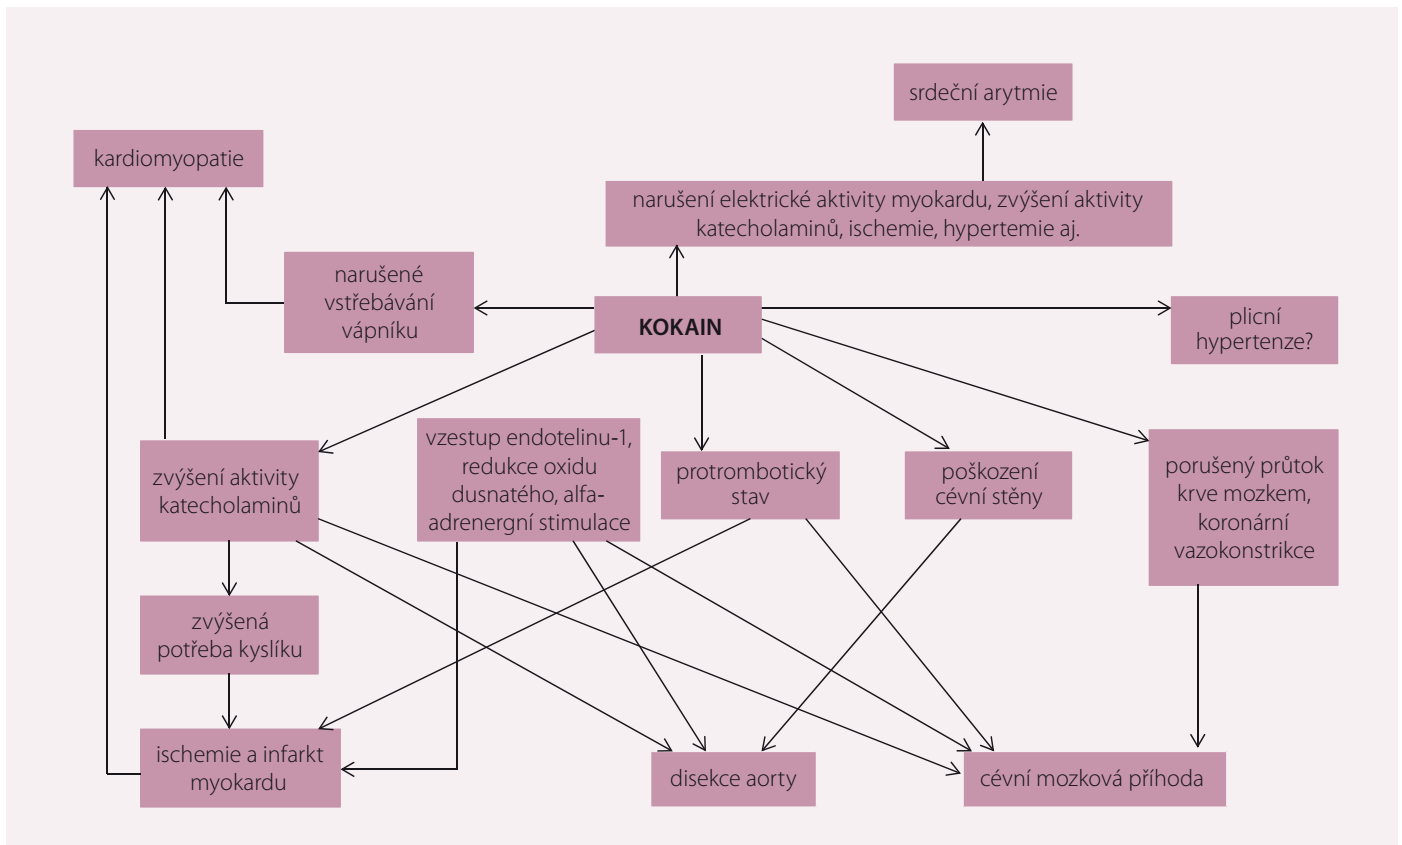 srdeční arytmie
kardiomyopatie
narušení elektrické aktivity myokardu, zvýšení aktivity
katecholaminů, ischemie, hypertemie aj.
narušené
vstřebávání
vápníku
KOKAIN
plicní
hypertenze?
zvýšení aktivity
katecholaminů
vzestup endotelinu-1,
redukce oxidu
dusnatého, alfa-
adrenergní stimulace
protrombotický
stav
poškození
cévní stěny
porušený průtok
krve mozkem,
koronární
vazokonstrikce
zvýšená
potřeba kyslíku
ischemie a infarkt
myokardu
disekce aorty
cévní mozková příhoda